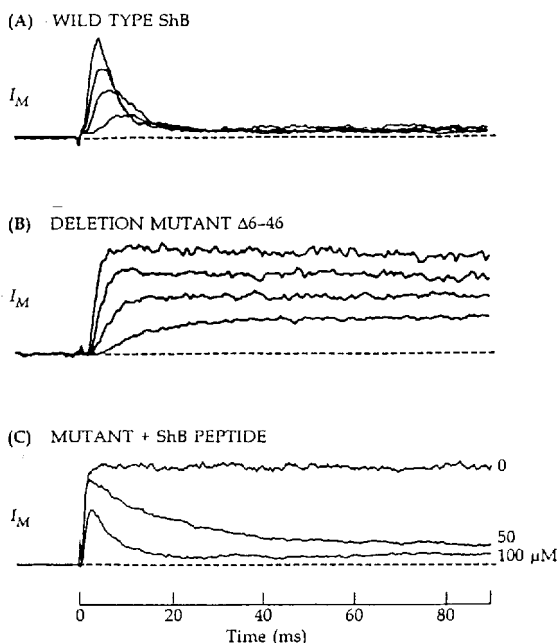 (A) WILD TYPE ShB
I_M
(B) DELETION MUTANT Δ6–46
I_M
(C) MUTANT + ShB PEPTIDE
0
I_M
50
100 μM
0 20 40 60 80
Time (ms)